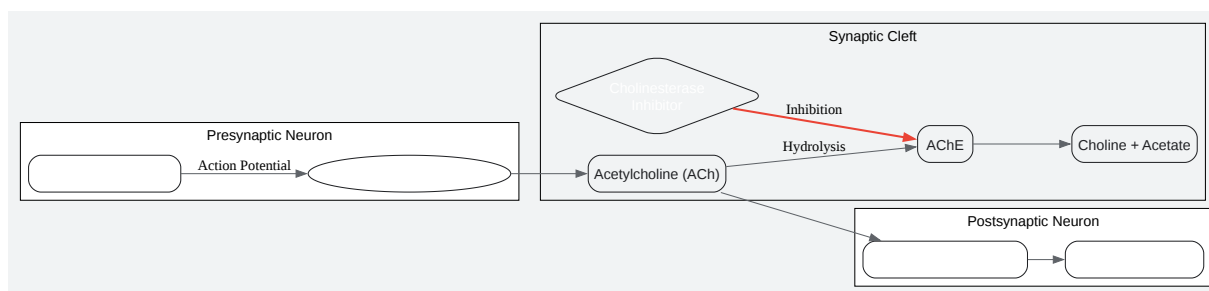 Synaptic Cleft
Cholinesterase
Inhibitor
Inhibition
Presynaptic Neuron
Action Potential
Hydrolysis
AChE
Choline + Acetate
Acetylcholine (ACh)
Postsynaptic Neuron